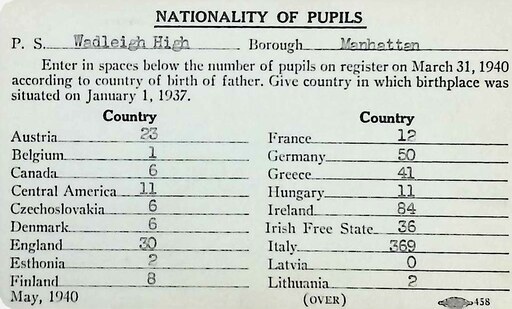 NATIONALITY OF PUPILS
P. S. Wadleigh High Borough Manhattan
Enter in spaces below the number of pupils on register on March 31, 1940
according to country of birth of father. Give country in which birthplace was
situated on January 1, 1937.
Country
Austria 23
Belgium 1
Canada 6
Central America 11
Czechoslovakia 6
Denmark 6
England 30
Esthonia 2
Finland 8
May, 1940
Country
France 12
Germany 50
Greece 41
Hungary 11
Ireland 84
Irish Free State 36
Italy 369
Latvia 0
Lithuania 2
(OVER)
458